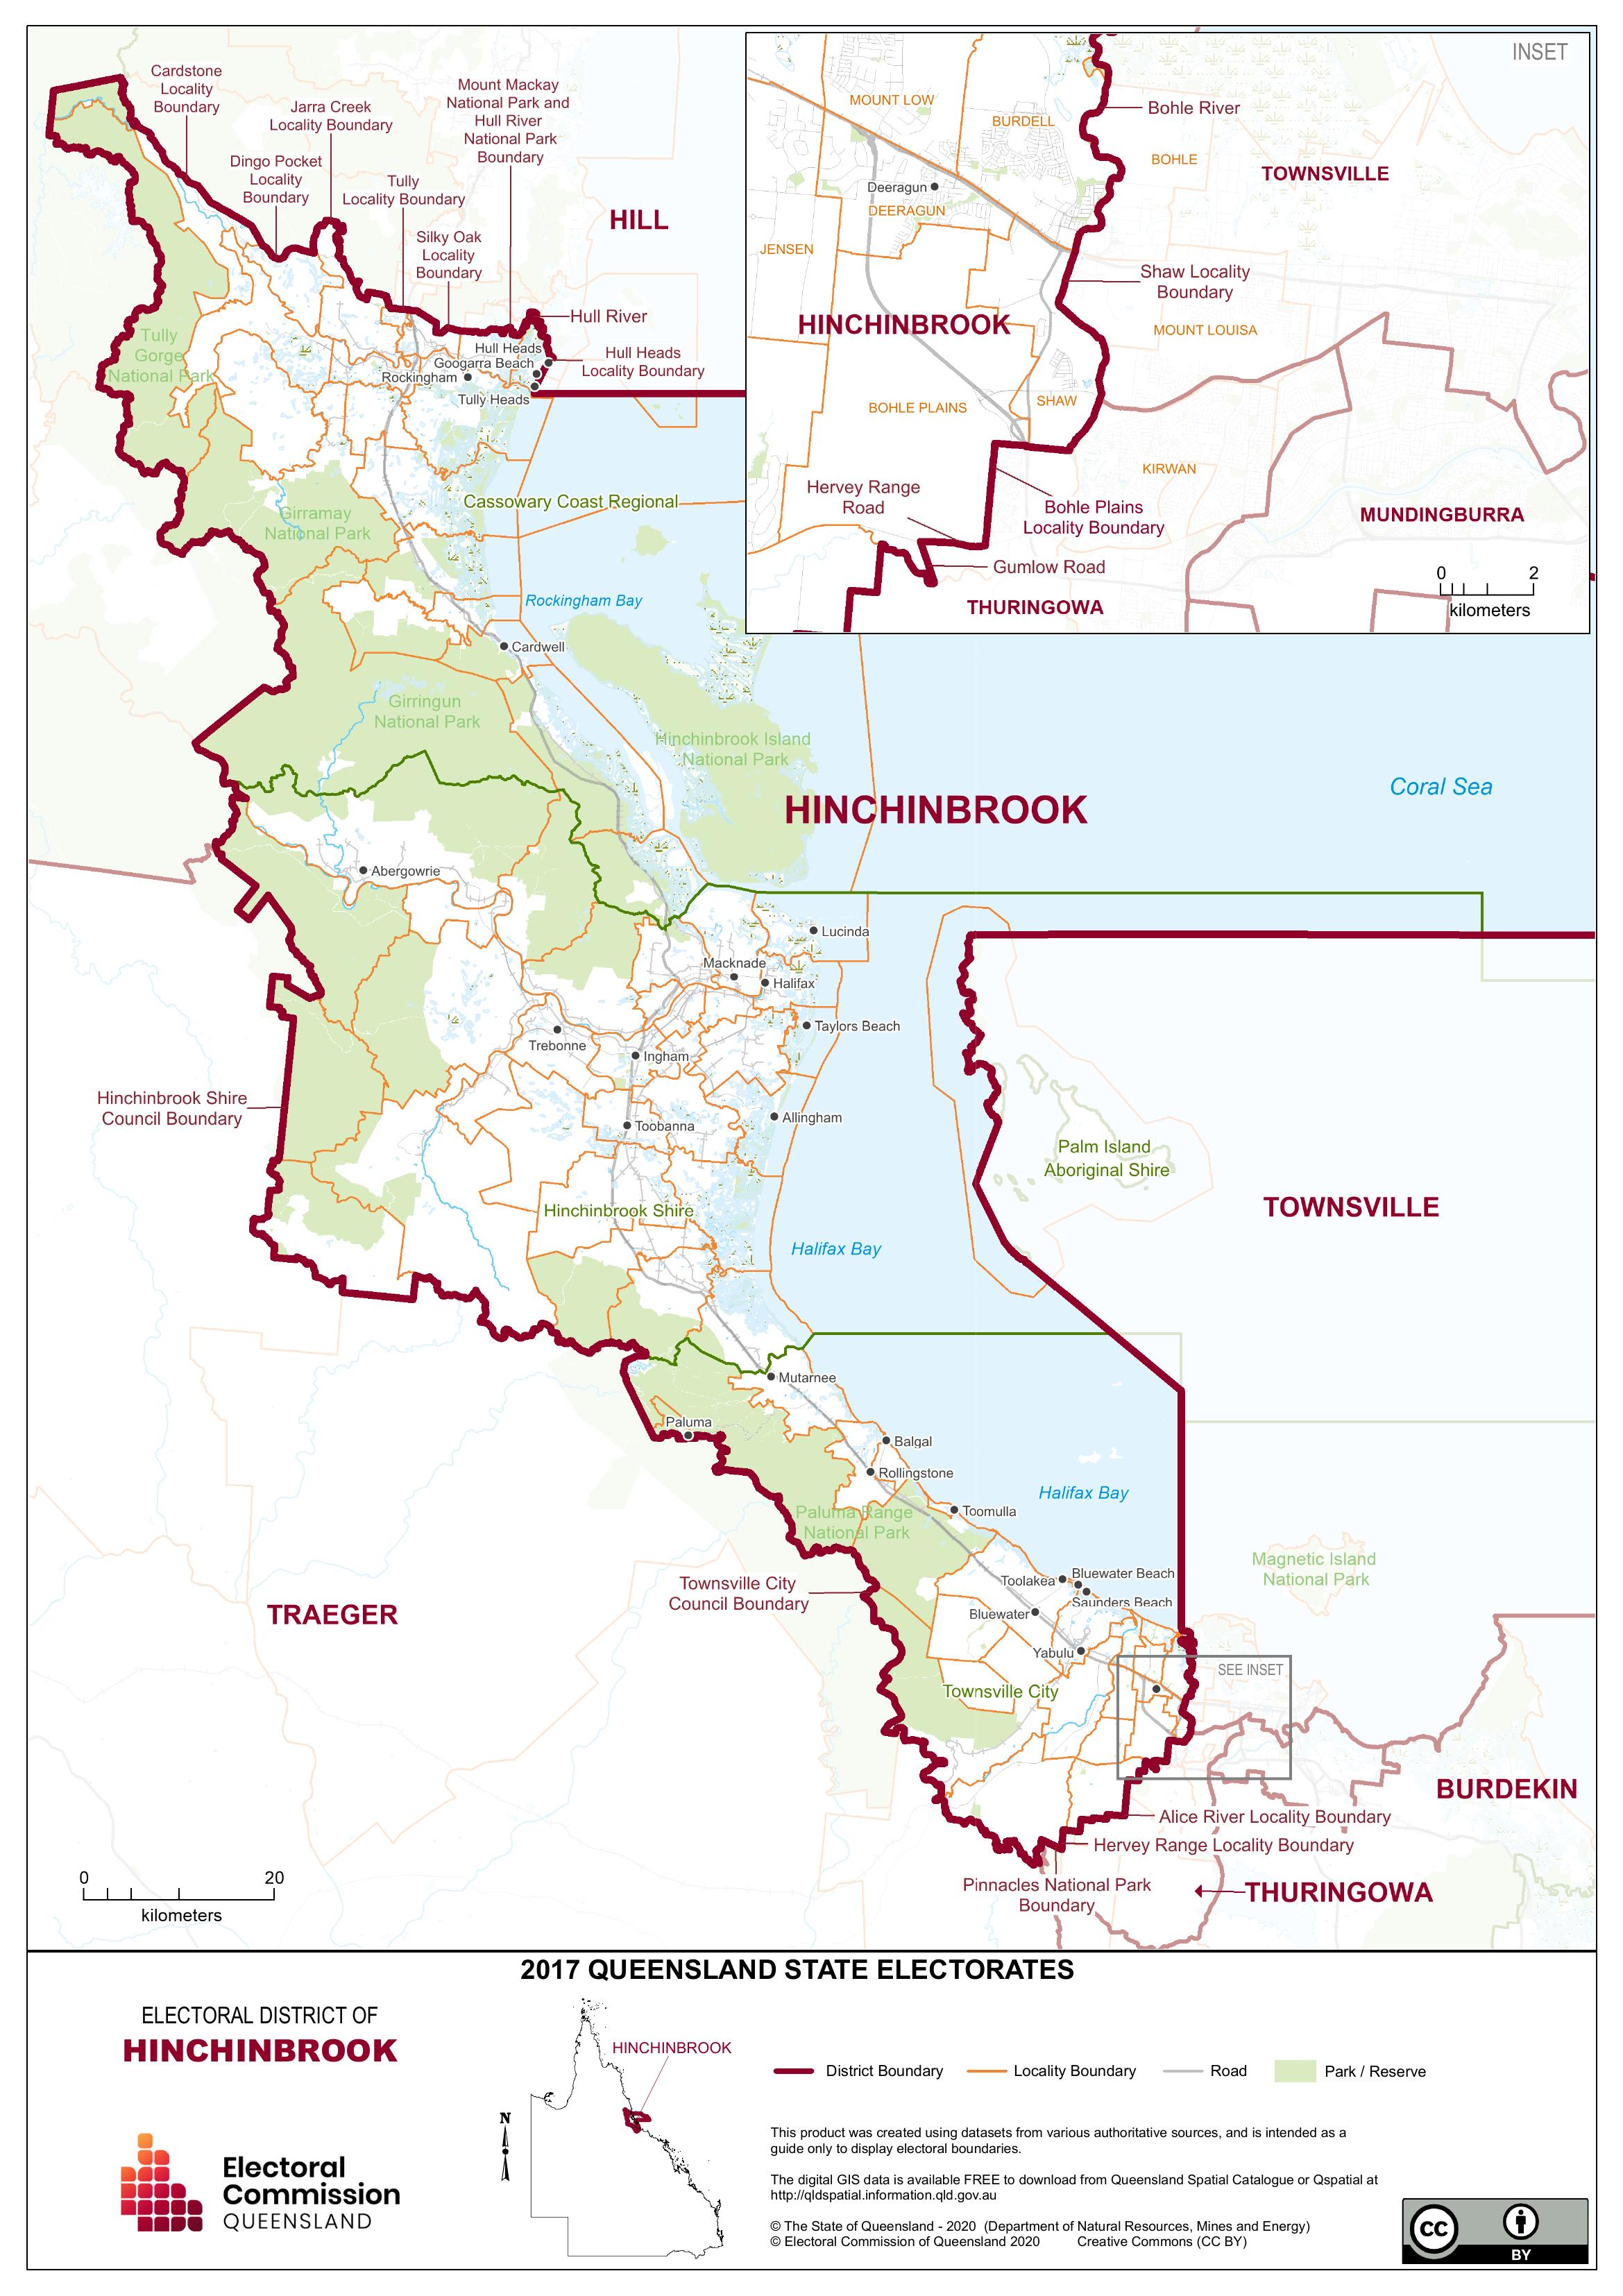 INSET
MOUNT LOW
BURDELL
Bohle River
BOHLE
TOWNSVILLE
Deeragun
DEERAGUN
JENSEN
Shaw Locality
Boundary
HINCHINBROOK
MOUNT LOUISA
BOHLE PLAINS
SHAW
KIRWAN
Hervey Range
Road
Bohle Plains
Locality Boundary
MUNDINGBURRA
Gumlow Road
THURINGOWA
0 2
kilometers
Cardstone
Locality
Boundary
Jarra Creek
Locality Boundary
Mount Mackay
National Park and
Hull River
National Park
Boundary
Dingo Pocket
Locality
Boundary
Tully
Locality Boundary
Silky Oak
Locality
Boundary
HILL
Hull River
Hull Heads
Locality Boundary
Hull Heads
Googarra Beach
Rockingham
Tully Heads
Tully
Gorge
National Park
Cassowary Coast Regional
Girramay
National Park
Rockingham Bay
Cardwell
Girringun
National Park
Hinchinbrook Island
National Park
HINCHINBROOK
Coral Sea
Abergowrie
Lucinda
Macknade
Halifax
Taylors Beach
Trebonne
Ingham
Hinchinbrook Shire
Council Boundary
Allingham
Toobanna
Palm Island
Aboriginal Shire
TOWNSVILLE
Hinchinbrook Shire
Halifax Bay
Mutarnee
Paluma
Balgal
Rollingstone
Halifax Bay
Toomulla
Paluma Range
National Park
Magnetic Island
National Park
Townsville City
Council Boundary
Toolakea
Bluewater Beach
Saunders Beach
Bluewater
TRAEGER
Yabulu
SEE INSET
Townsville City
BURDEKIN
Alice River Locality Boundary
Hervey Range Locality Boundary
Pinnacles National Park
Boundary
THURINGOWA
0 20
kilometers
2017 QUEENSLAND STATE ELECTORATES
ELECTORAL DISTRICT OF
HINCHINBROOK
HINCHINBROOK
N
District Boundary
Locality Boundary
Road
Park / Reserve
This product was created using datasets from various authoritative sources, and is intended as a
guide only to display electoral boundaries.
The digital GIS data is available FREE to download from Queensland Spatial Catalogue or Qspatial at
http://qldspatial.information.qld.gov.au
© The State of Queensland - 2020 (Department of Natural Resources, Mines and Energy)
© Electoral Commission of Queensland 2020 Creative Commons (CC BY)
Electoral
Commission
QUEENSLAND
CC
BY